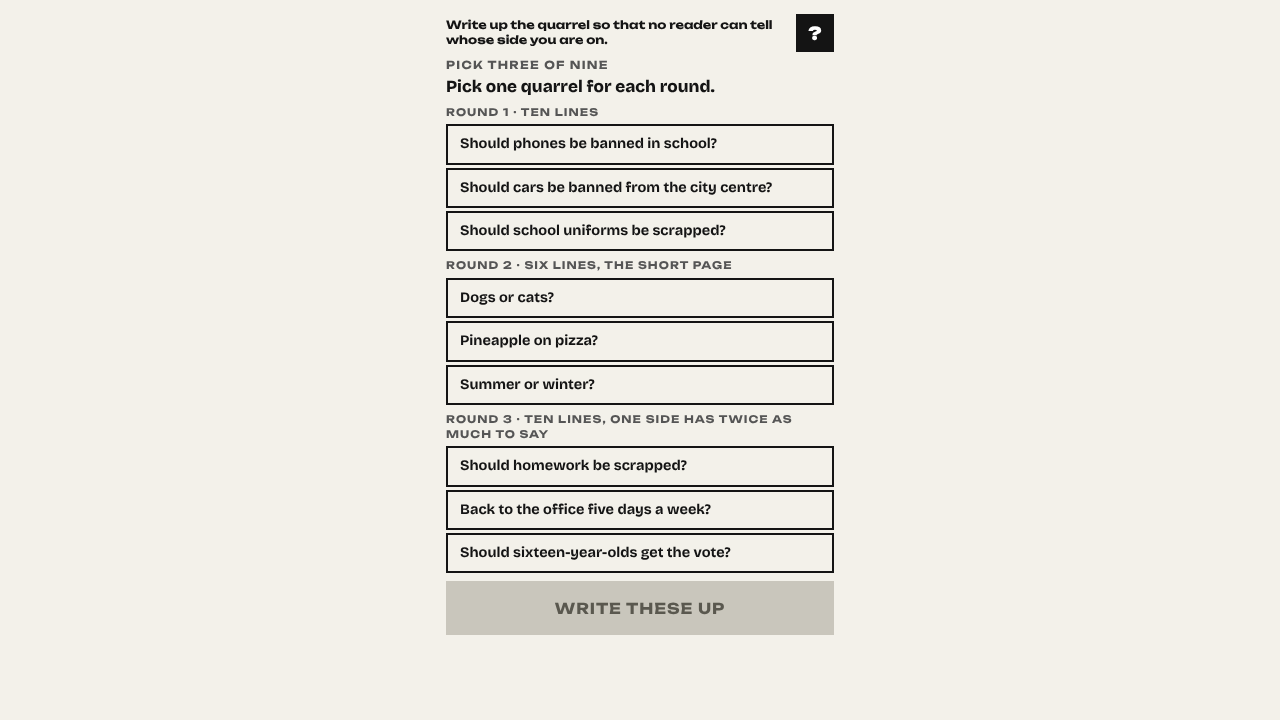 Write up the quarrel so that no reader can tell
whose side you are on.
?
PICK THREE OF NINE
Pick one quarrel for each round.
ROUND 1 · TEN LINES
Should phones be banned in school?
Should cars be banned from the city centre?
Should school uniforms be scrapped?
ROUND 2 · SIX LINES, THE SHORT PAGE
Dogs or cats?
Pineapple on pizza?
Summer or winter?
ROUND 3 · TEN LINES, ONE SIDE HAS TWICE AS
MUCH TO SAY
Should homework be scrapped?
Back to the office five days a week?
Should sixteen-year-olds get the vote?
WRITE THESE UP